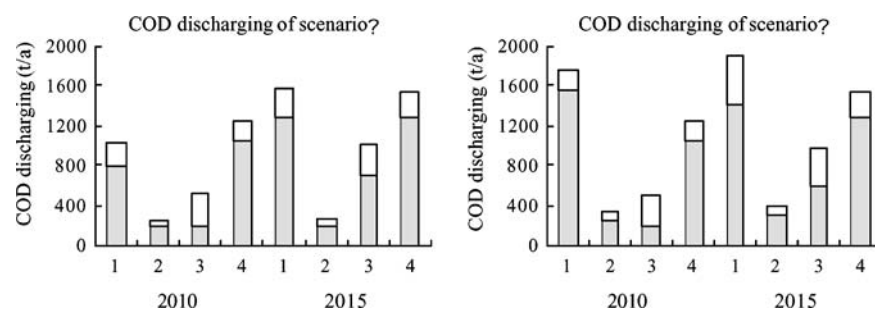 COD discharging of scenario?
COD discharging (t/a)
2000
1600
1200
800
400
0
1 2 3 4 1 2 3 4
2010 2015
COD discharging of scenario?
COD discharging (t/a)
2000
1600
1200
800
400
0
1 2 3 4 1 2 3 4
2010 2015